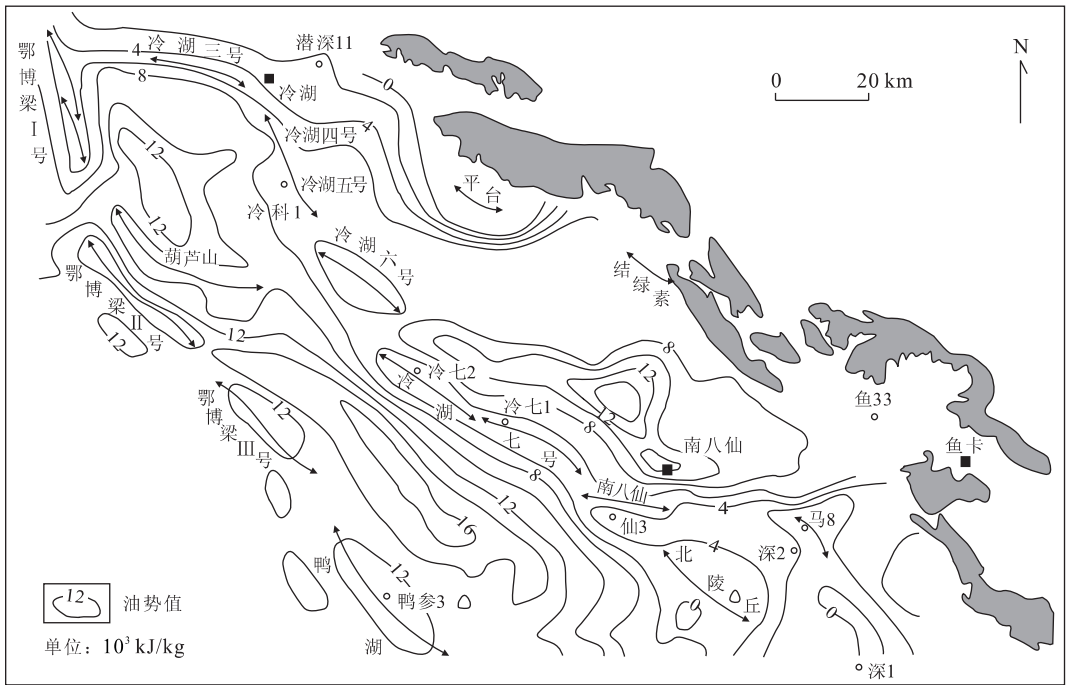 鄂博梁Ⅰ号
冷湖三号
潜深11
4
8
冷湖
冷湖四号
4
0
0 20 km
N
平台
冷湖五号
冷科1
12
12
葫芦山
冷湖六号
结绿素
鄂博梁Ⅱ号
12
12
鄂博梁Ⅲ号
12
冷七2
冷湖七号
冷七1
8
12
12
8
8
南八仙
鱼33
鱼卡
南八仙
4
仙3
马8
深2
12
16
4
北陵丘
0
0
深1
鸭湖
12
鸭参3
12 油势值
单位：10³ kJ/kg